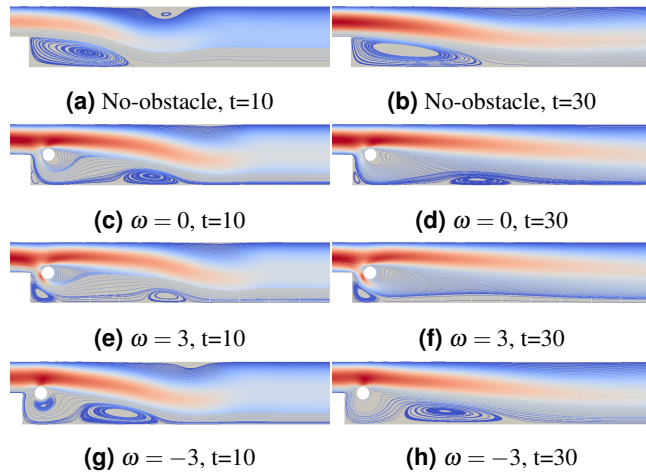 (a) No-obstacle, t=10
(b) No-obstacle, t=30
(c) ω = 0, t=10
(d) ω = 0, t=30
(e) ω = 3, t=10
(f) ω = 3, t=30
(g) ω = −3, t=10
(h) ω = −3, t=30